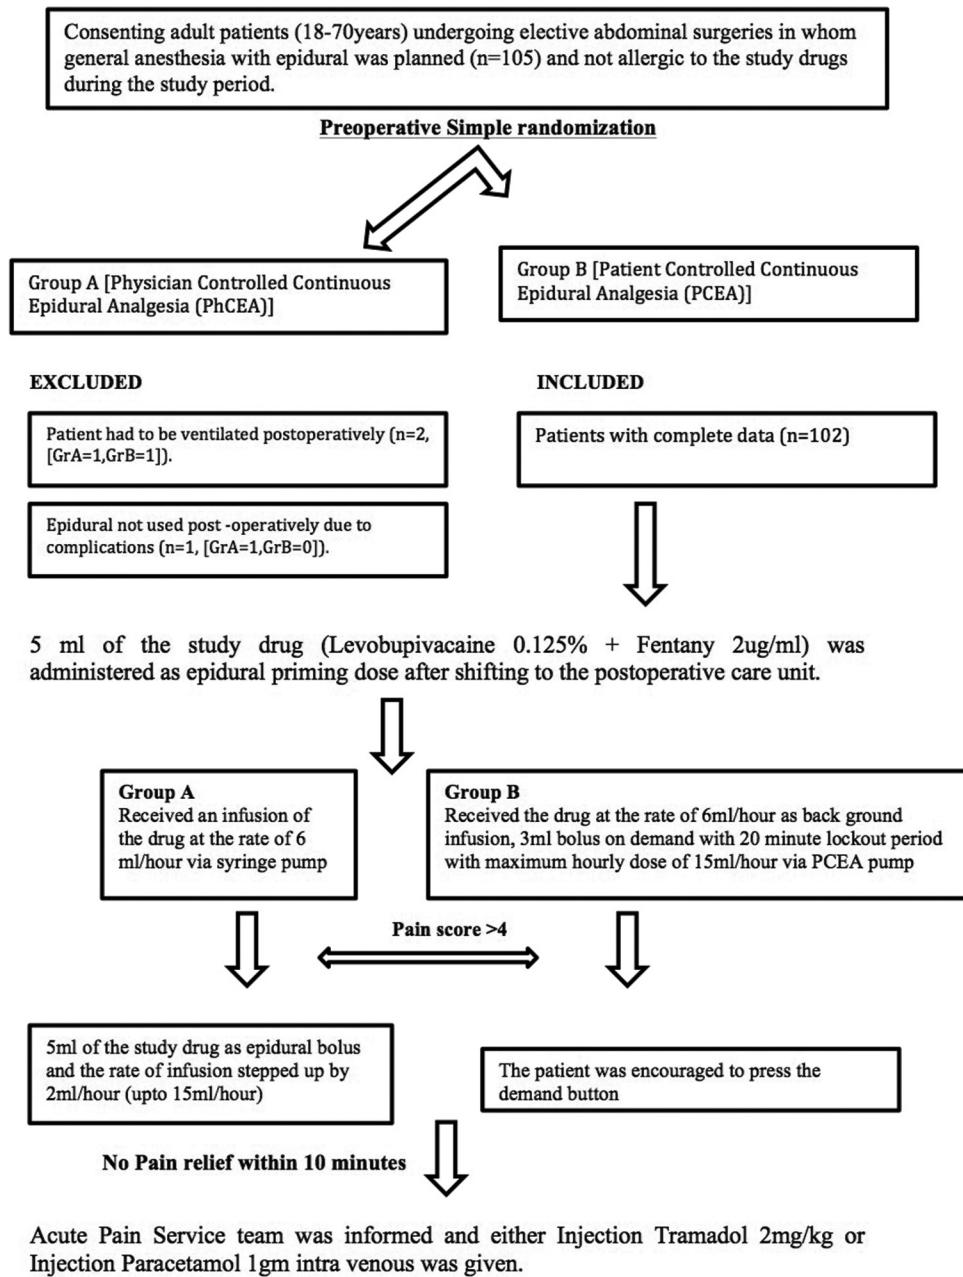 Consenting adult patients (18-70years) undergoing elective abdominal surgeries in whom
general anesthesia with epidural was planned (n=105) and not allergic to the study drugs
during the study period.
Preoperative Simple randomization
Group A [Physician Controlled Continuous
Epidural Analgesia (PhCEA)]
Group B [Patient Controlled Continuous
Epidural Analgesia (PCEA)]
EXCLUDED
Patient had to be ventilated postoperatively (n=2,
[GrA=1,GrB=1]).
Epidural not used post -operatively due to
complications (n=1, [GrA=1,GrB=0]).
INCLUDED
Patients with complete data (n=102)
5 ml of the study drug (Levobupivacaine 0.125% + Fentany 2ug/ml) was
administered as epidural priming dose after shifting to the postoperative care unit.
Group A
Received an infusion of
the drug at the rate of 6
ml/hour via syringe pump
Group B
Received the drug at the rate of 6ml/hour as back ground
infusion, 3ml bolus on demand with 20 minute lockout period
with maximum hourly dose of 15ml/hour via PCEA pump
Pain score >4
5ml of the study drug as epidural bolus
and the rate of infusion stepped up by
2ml/hour (upto 15ml/hour)
The patient was encouraged to press the
demand button
No Pain relief within 10 minutes
Acute Pain Service team was informed and either Injection Tramadol 2mg/kg or
Injection Paracetamol 1gm intra venous was given.